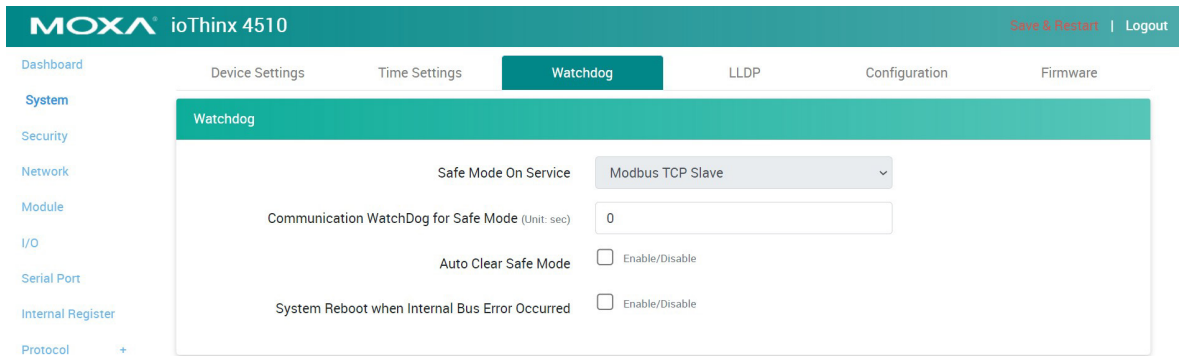 MOXA® ioThinx 4510
Save & Restart | Logout
Dashboard
System
Security
Network
Module
I/O
Serial Port
Internal Register
Protocol +
Device Settings Time Settings Watchdog LLDP Configuration Firmware
Watchdog
Safe Mode On Service Modbus TCP Slave
Communication WatchDog for Safe Mode (Unit: sec) 0
Auto Clear Safe Mode Enable/Disable
System Reboot when Internal Bus Error Occurred Enable/Disable